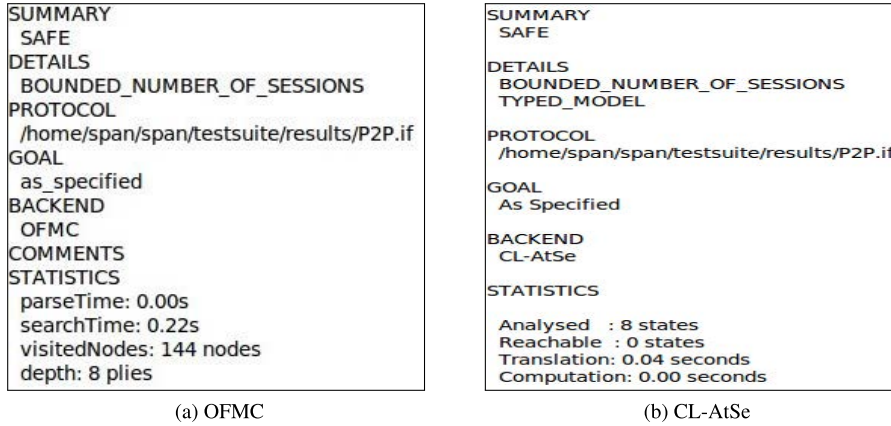 SUMMARY
SAFE
DETAILS
BOUNDED_NUMBER_OF_SESSIONS
PROTOCOL
/home/span/span/testsuite/results/P2P.if
GOAL
as_specified
BACKEND
OFMC
COMMENTS
STATISTICS
parseTime: 0.00s
searchTime: 0.22s
visitedNodes: 144 nodes
depth: 8 plies
(a) OFMC
SUMMARY
SAFE
DETAILS
BOUNDED_NUMBER_OF_SESSIONS
TYPED_MODEL
PROTOCOL
/home/span/span/testsuite/results/P2P.if
GOAL
As Specified
BACKEND
CL-AtSe
STATISTICS
Analysed : 8 states
Reachable : 0 states
Translation: 0.04 seconds
Computation: 0.00 seconds
(b) CL-AtSe